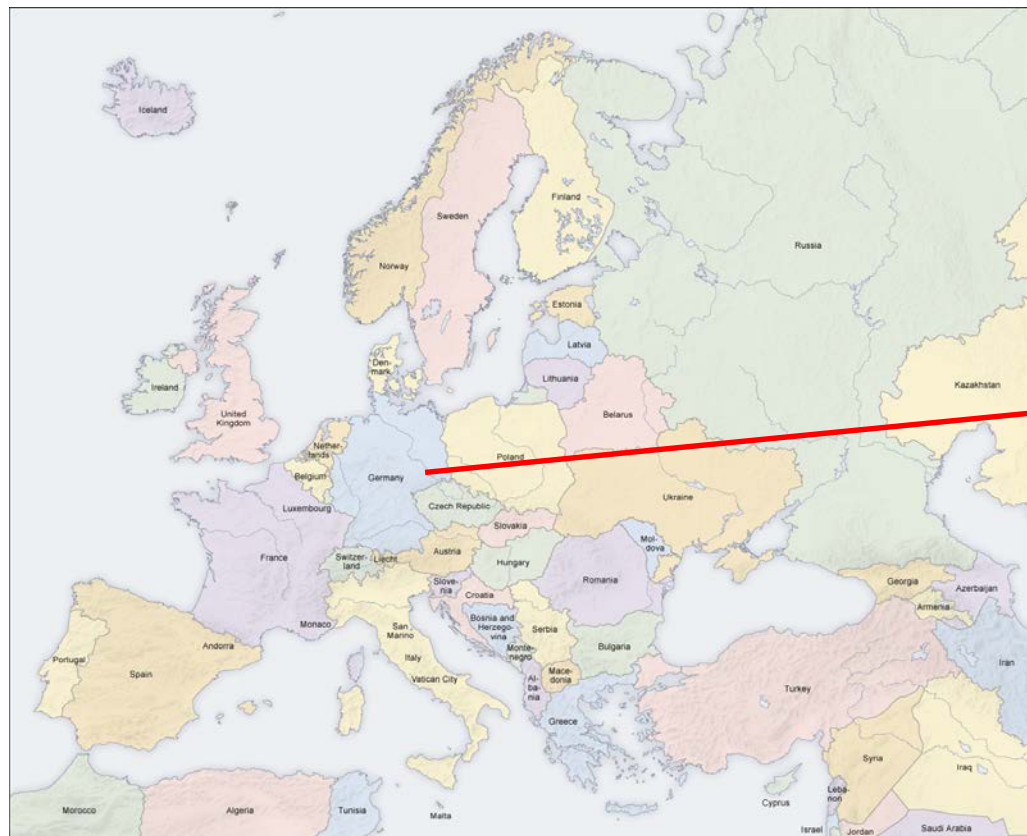 Iceland
Finland
Sweden
Russia
Norway
Estonia
Latvia
Den-
mark
Lithuania
Kazakhstan
Ireland
Belarus
United
Kingdom
Nether-
lands
Poland
Belgium
Germany
Ukraine
Czech Republic
Luxembourg
Slovakia
Mol-
dova
France
Switzer-
land
Liecht
Austria
Hungary
Romania
Slove-
nia
Croatia
Georgia
Azerbaijan
Armenia
Bosnia and
Herzego-
vina
Serbia
Monaco
San
Marino
Andorra
Monte-
negro
Bulgaria
Portugal
Italy
Iran
Spain
Vatican City
Al-
ba-
nia
Mace-
donia
Turkey
Greece
Syria
Iraq
Leba-
non
Cyprus
Morocco
Algeria
Tunisia
Malta
Israel
Jordan
Saudi Arabia